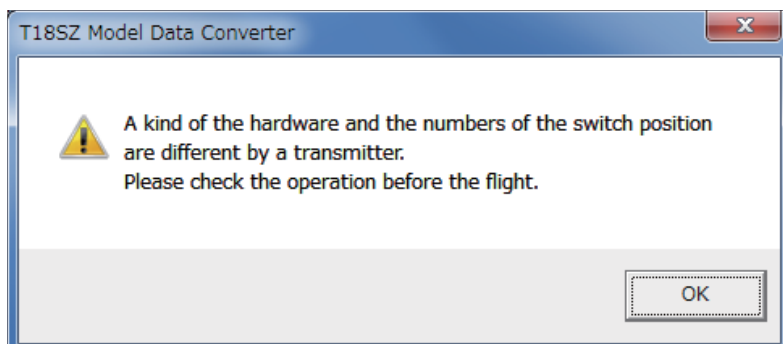 T18SZ Model Data Converter
A kind of the hardware and the numbers of the switch position
are different by a transmitter.
Please check the operation before the flight.
OK